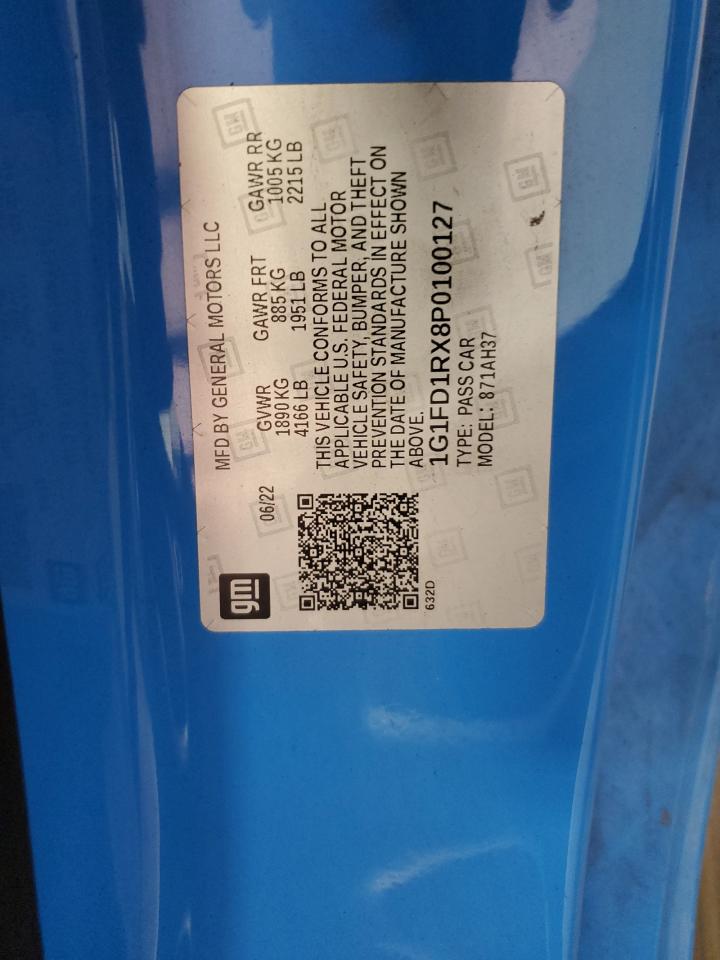 gm
MFD BY GENERAL MOTORS LLC
06/22
GVWR GAWR FRT GAWR RR
1890 KG 885 KG 1005 KG
4166 LB 1951 LB 2215 LB
THIS VEHICLE CONFORMS TO ALL
APPLICABLE U.S. FEDERAL MOTOR
VEHICLE SAFETY, BUMPER, AND THEFT
PREVENTION STANDARDS IN EFFECT ON
THE DATE OF MANUFACTURE SHOWN
ABOVE.
1G1FD1RX8P0100127
TYPE: PASS CAR
MODEL: 871AH37
632D